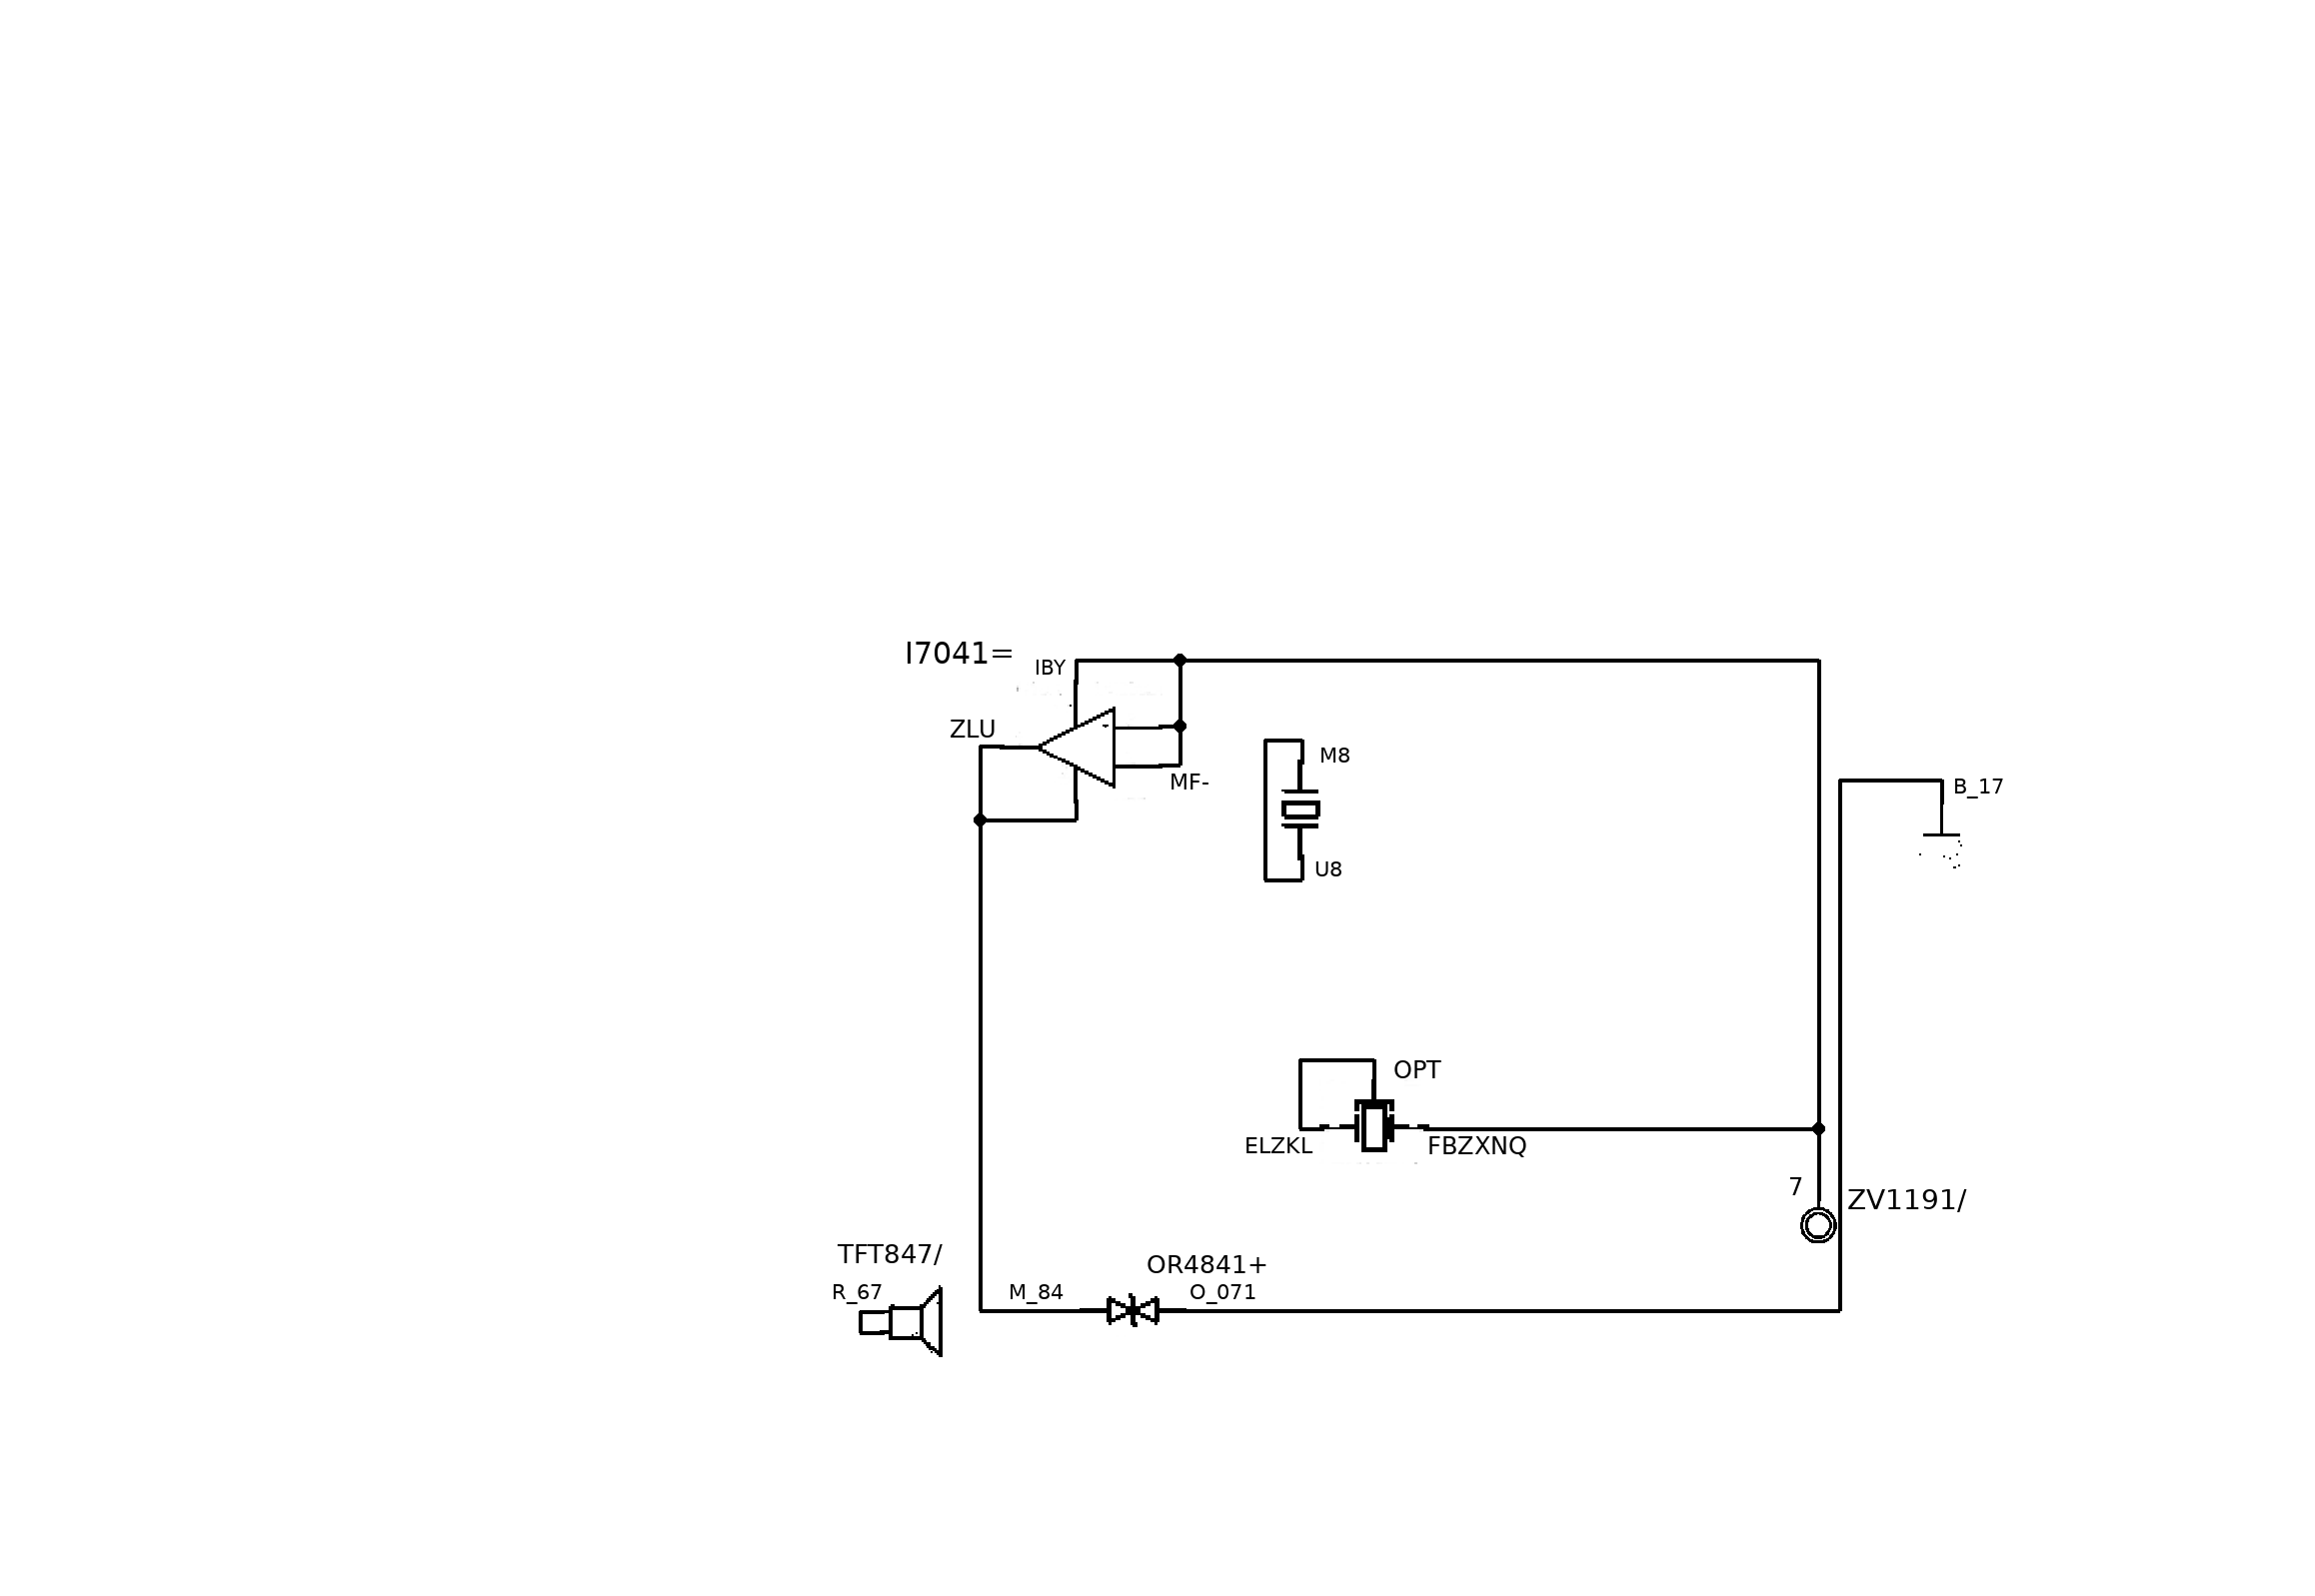 I7041=
IBY
ZLU
MF-
M8
B_17
U8
OPT
ELZKL
FBZXNQ
7
ZV1191/
TFT847/
OR4841+
R_67
M_84
O_071